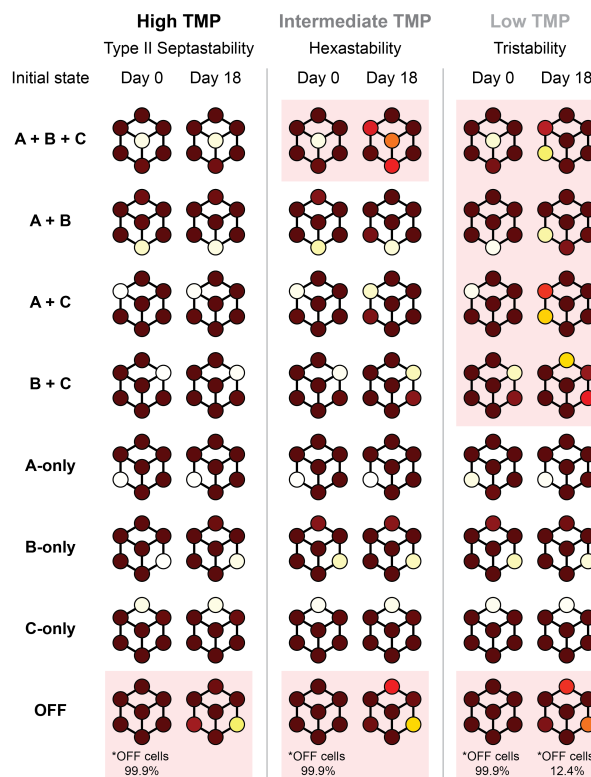 High TMP Intermediate TMP Low TMP
Type II Septastability Hexastability Tristability
Initial state Day 0 Day 18 Day 0 Day 18 Day 0 Day 18
A + B + C
A + B
A + C
B + C
A-only
B-only
C-only
OFF
*OFF cells *OFF cells *OFF cells *OFF cells
99.9% 99.9% 99.9% 12.4%